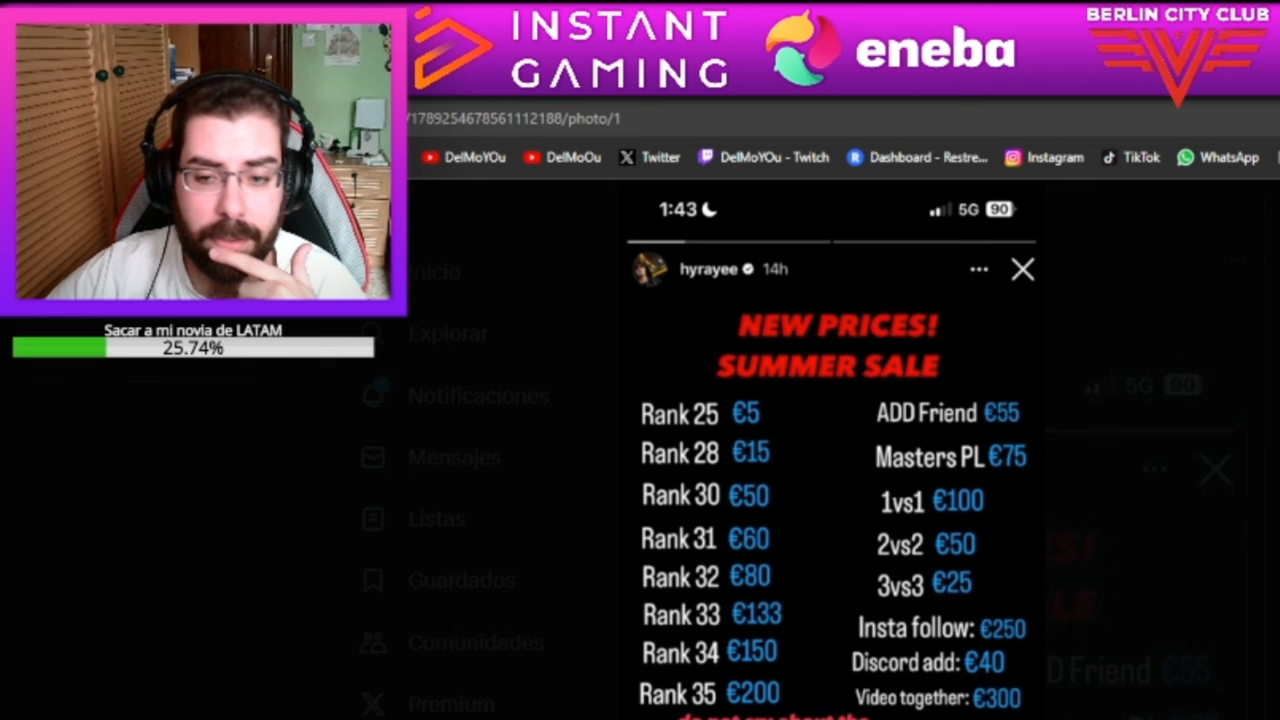 INSTANT
GAMING
eneba
BERLIN CITY CLUB
/1789254678561112188/photo/1
DelMoYOu
DelMoOu
Twitter
DelMoYOu - Twitch
Dashboard - Restre...
Instagram
TikTok
WhatsApp
Sacar a mi novia de LATAM
25.74%
Inicio
Explorar
Notificaciones
Mensajes
Listas
Guardados
Comunidades
Premium
1:43
5G 90
hyrayee 14h
NEW PRICES!
SUMMER SALE
Rank 25 €5
Rank 28 €15
Rank 30 €50
Rank 31 €60
Rank 32 €80
Rank 33 €133
Rank 34 €150
Rank 35 €200
ADD Friend €55
Masters PL €75
1vs1 €100
2vs2 €50
3vs3 €25
Insta follow: €250
Discord add: €40
Video together: €300
5G 90
D Friend €55